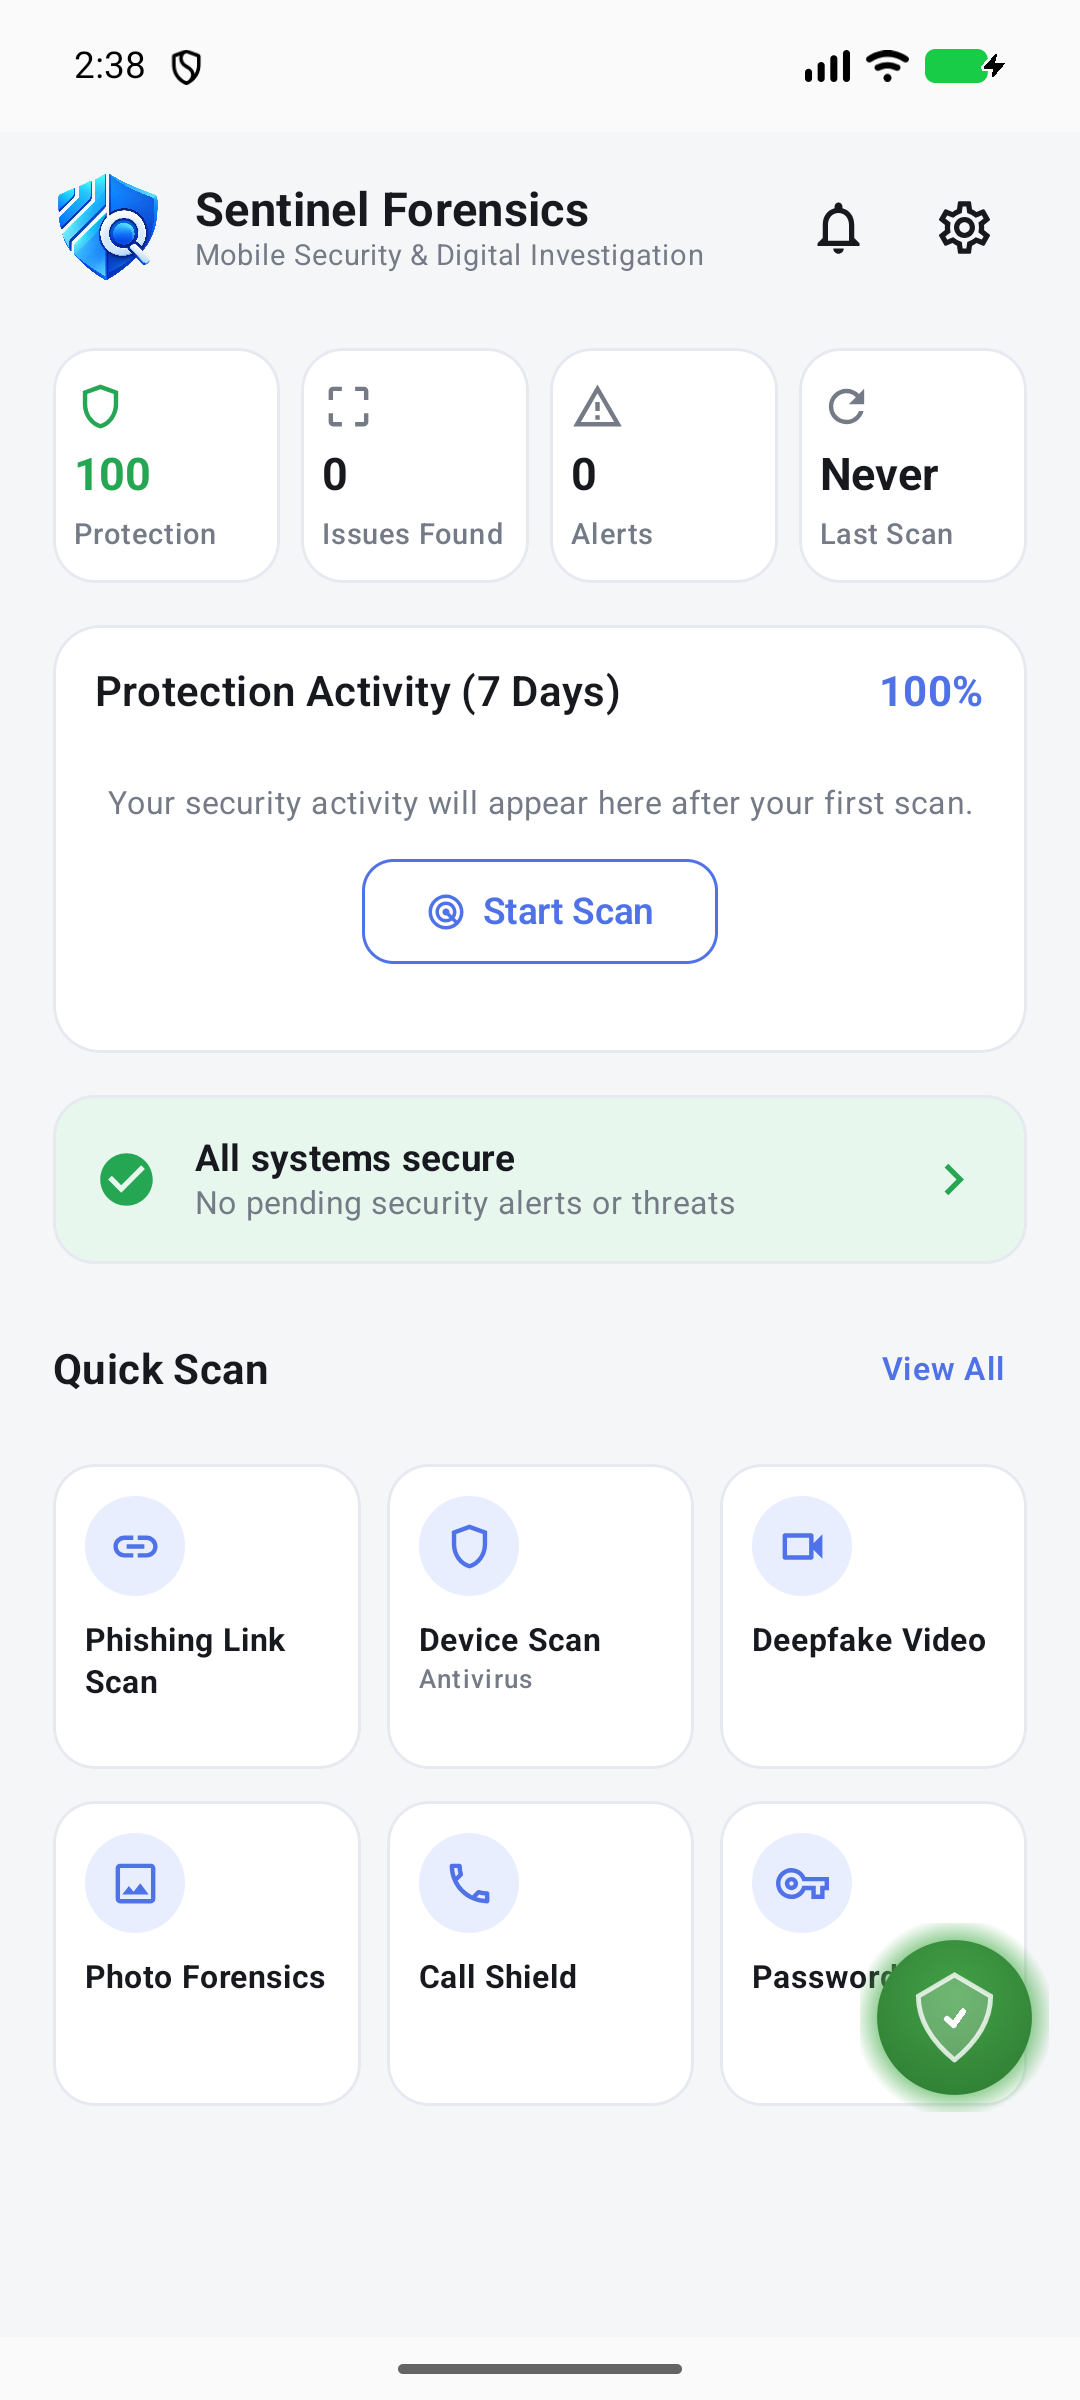 2:38
Sentinel Forensics
Mobile Security & Digital Investigation
100
Protection
0
Issues Found
0
Alerts
Never
Last Scan
Protection Activity (7 Days)
100%
Your security activity will appear here after your first scan.
Start Scan
All systems secure
No pending security alerts or threats
Quick Scan
View All
Phishing Link
Scan
Device Scan
Antivirus
Deepfake Video
Photo Forensics
Call Shield
Password